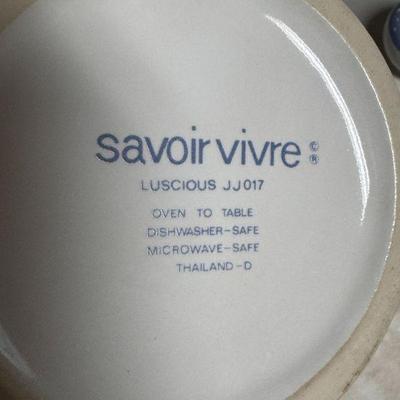 savoir vivre ©®
LUSCIOUS JJ017
OVEN TO TABLE
DISHWASHER-SAFE
MICROWAVE-SAFE
THAILAND-D